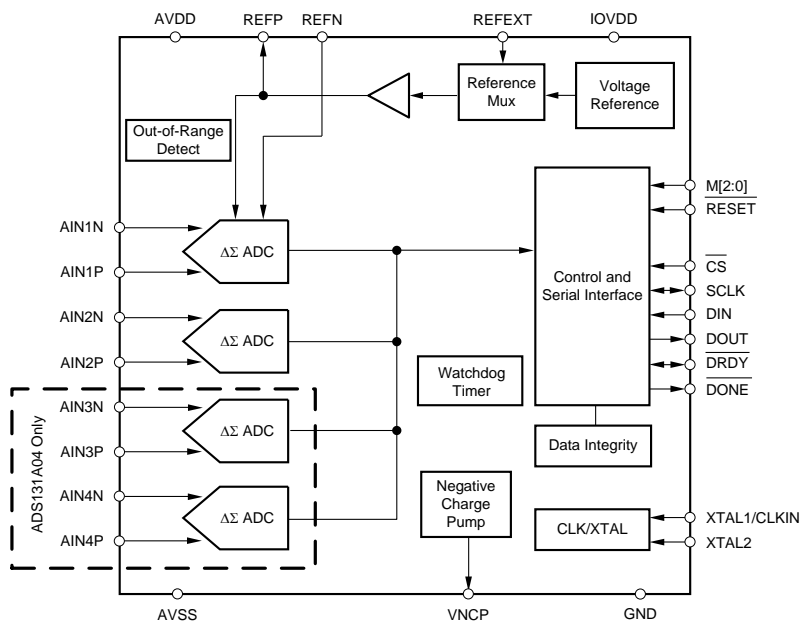 AVDD
REFP
REFN
REFEXT
IOVDD
Reference
Mux
Voltage
Reference
Out-of-Range
Detect
AIN1N
AIN1P
ΔΣ ADC
AIN2N
AIN2P
ΔΣ ADC
ADS131A04 Only
AIN3N
AIN3P
ΔΣ ADC
AIN4N
AIN4P
ΔΣ ADC
Control and
Serial Interface
M[2:0]
RESET
CS
SCLK
DIN
DOUT
DRDY
DONE
Watchdog
Timer
Data Integrity
Negative
Charge
Pump
CLK/XTAL
XTAL1/CLKIN
XTAL2
AVSS
VNCP
GND